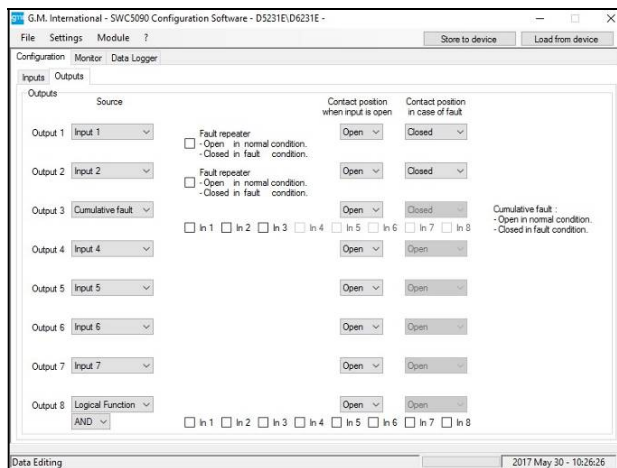 G.M. International - SWC5090 Configuration Software - D5231E\D6231E -
File Settings Module ? Store to device Load from device
Configuration Monitor Data Logger
Inputs Outputs
Outputs
Source Contact position when input is open Contact position in case of fault
Output 1 Input 1 Fault repeater Open Closed
- Open in normal condition.
- Closed in fault condition.
Output 2 Input 2 Fault repeater Open Closed
- Open in normal condition.
- Closed in fault condition.
Output 3 Cumulative fault Open Closed Cumulative fault :
- Open in normal condition.
- Closed in fault condition.
In 1 In 2 In 3 In 4 In 5 In 6 In 7 In 8
Output 4 Input 4 Open Open
Output 5 Input 5 Open Open
Output 6 Input 6 Open Open
Output 7 Input 7 Open Open
Output 8 Logical Function Open Open
AND In 1 In 2 In 3 In 4 In 5 In 6 In 7 In 8
Data Editing 2017 May 30 - 10:26:26